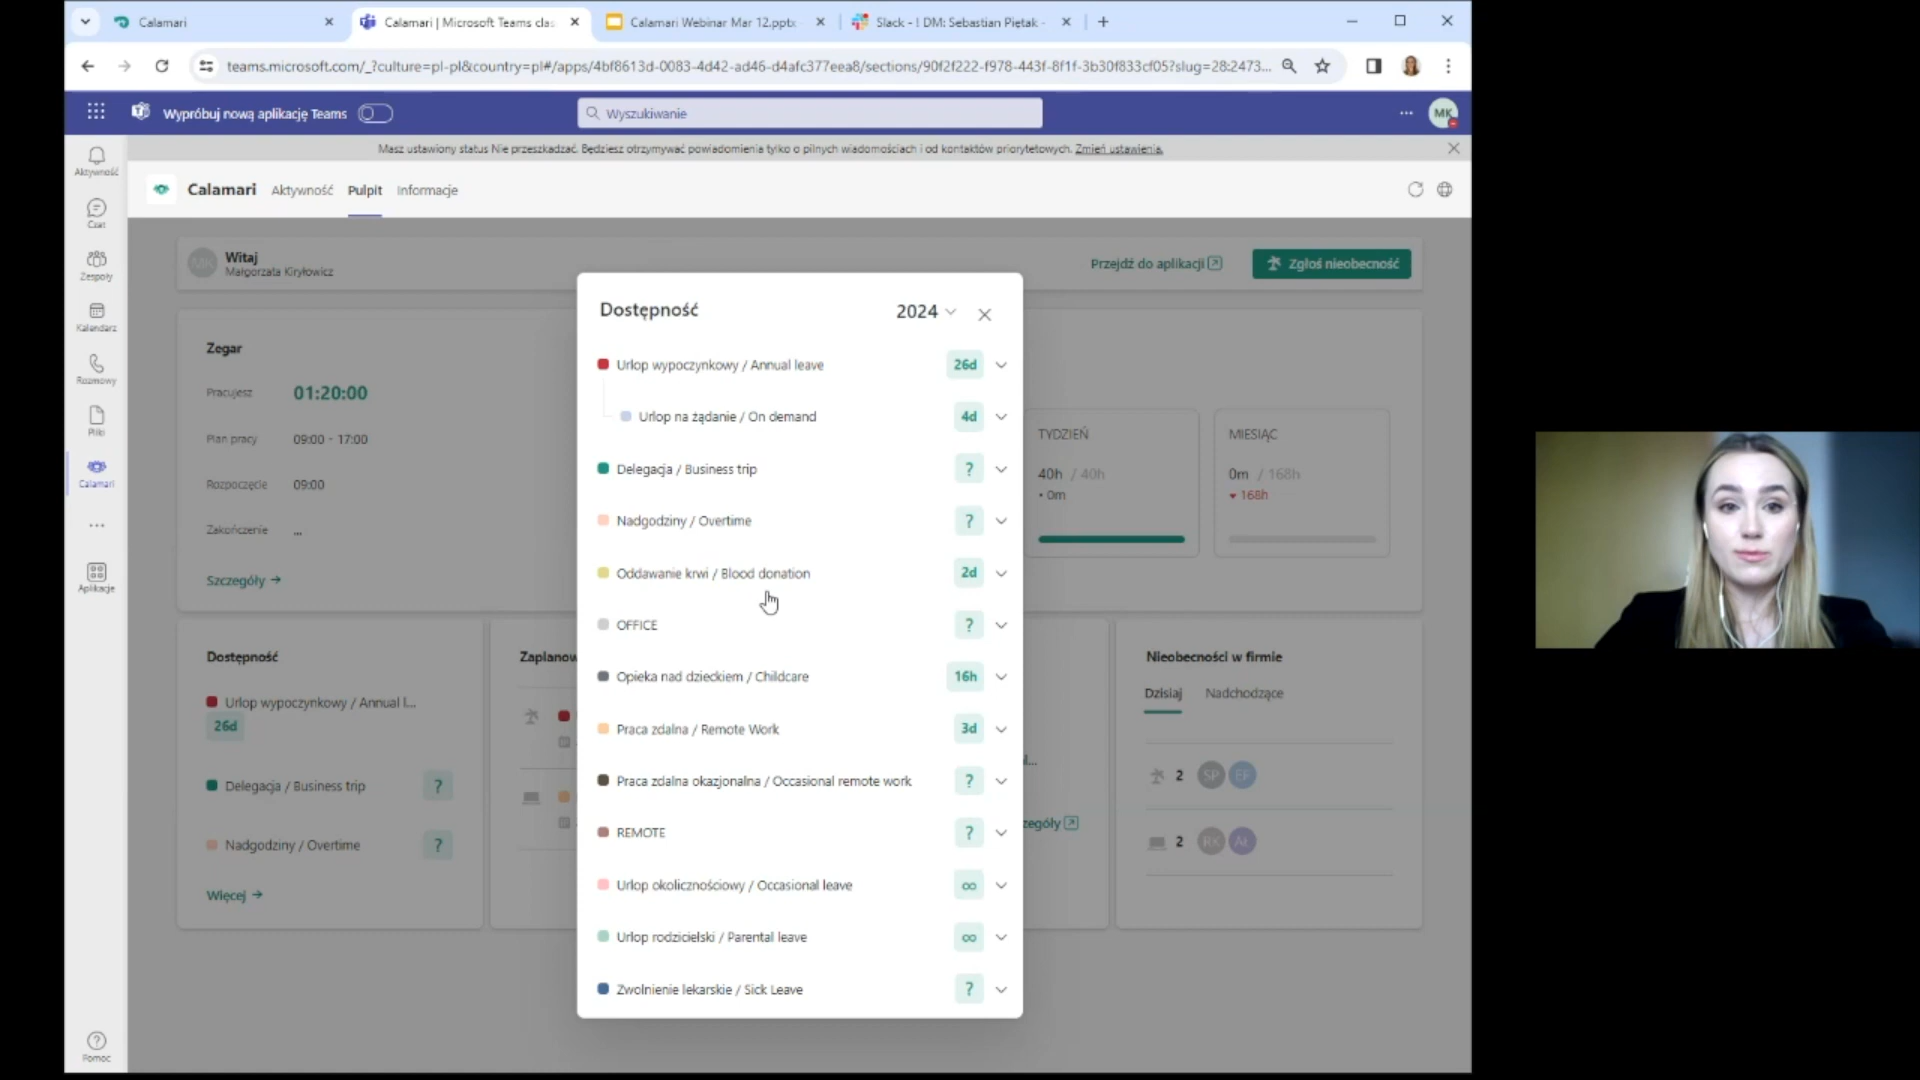 Calamari
Calamari | Microsoft Teams clas
Calamari Webinar Mar 12.pptx
Slack - ! DM: Sebastian Piętak -
teams.microsoft.com/_?culture=pl-pl&country=pl#/apps/4bf8613d-0083-4d42-ad46-d4afc377eea8/sections/90f2f222-f978-443f-8f1f-3b30f833cf05?slug=28:2473...
Wypróbuj nową aplikację Teams
Wyszukiwanie
MK
Masz ustawiony status Nie przeszkadzać. Będziesz otrzymywać powiadomienia tylko o pilnych wiadomościach i od kontaktów priorytetowych. Zmień ustawienia.
Aktywność
Czat
Zespoły
Kalendarz
Rozmowy
Pliki
Calamari
Aplikacje
Pomoc
Calamari Aktywność Pulpit Informacje
MK
Witaj
Małgorzata Kiryłowicz
Przejdź do aplikacji
Zgłoś nieobecność
Zegar
Pracujesz 01:20:00
Plan pracy 09:00 - 17:00
Rozpoczęcie 09:00
Zakończenie ...
Szczegóły →
TYDZIEŃ
40h / 40h
• 0m
MIESIĄC
0m / 168h
▾ 168h
Dostępność
Urlop wypoczynkowy / Annual l...
26d
Delegacja / Business trip ?
Nadgodziny / Overtime ?
Więcej →
Zaplanow
Nieobecności w firmie
Dzisiaj Nadchodzące
2 SP EF
2 RK AŁ
Dostępność 2024
Urlop wypoczynkowy / Annual leave 26d
Urlop na żądanie / On demand 4d
Delegacja / Business trip ?
Nadgodziny / Overtime ?
Oddawanie krwi / Blood donation 2d
OFFICE ?
Opieka nad dzieckiem / Childcare 16h
Praca zdalna / Remote Work 3d
Praca zdalna okazjonalna / Occasional remote work ?
REMOTE ?
Urlop okolicznościowy / Occasional leave ∞
Urlop rodzicielski / Parental leave ∞
Zwolnienie lekarskie / Sick Leave ?